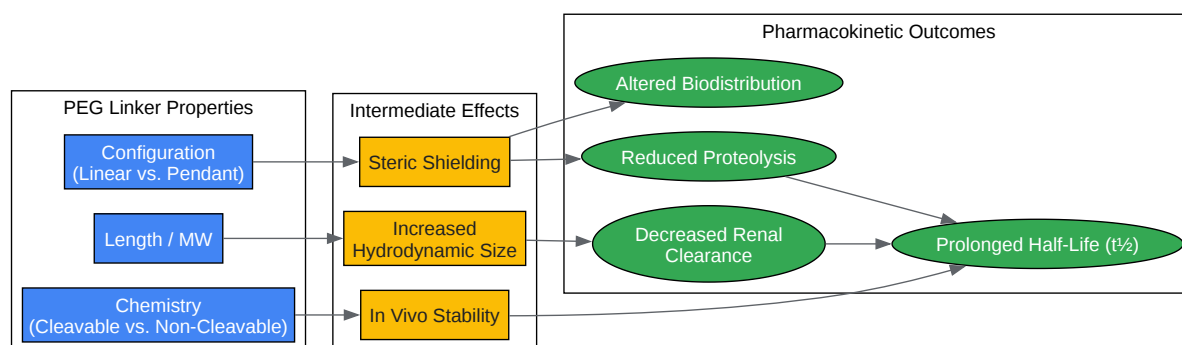 Pharmacokinetic Outcomes
Altered Biodistribution
PEG Linker Properties
Intermediate Effects
Configuration
(Linear vs. Pendant)
Steric Shielding
Reduced Proteolysis
Length / MW
Increased
Hydrodynamic Size
Decreased Renal
Clearance
Prolonged Half-Life (t½)
Chemistry
(Cleavable vs. Non-Cleavable)
In Vivo Stability